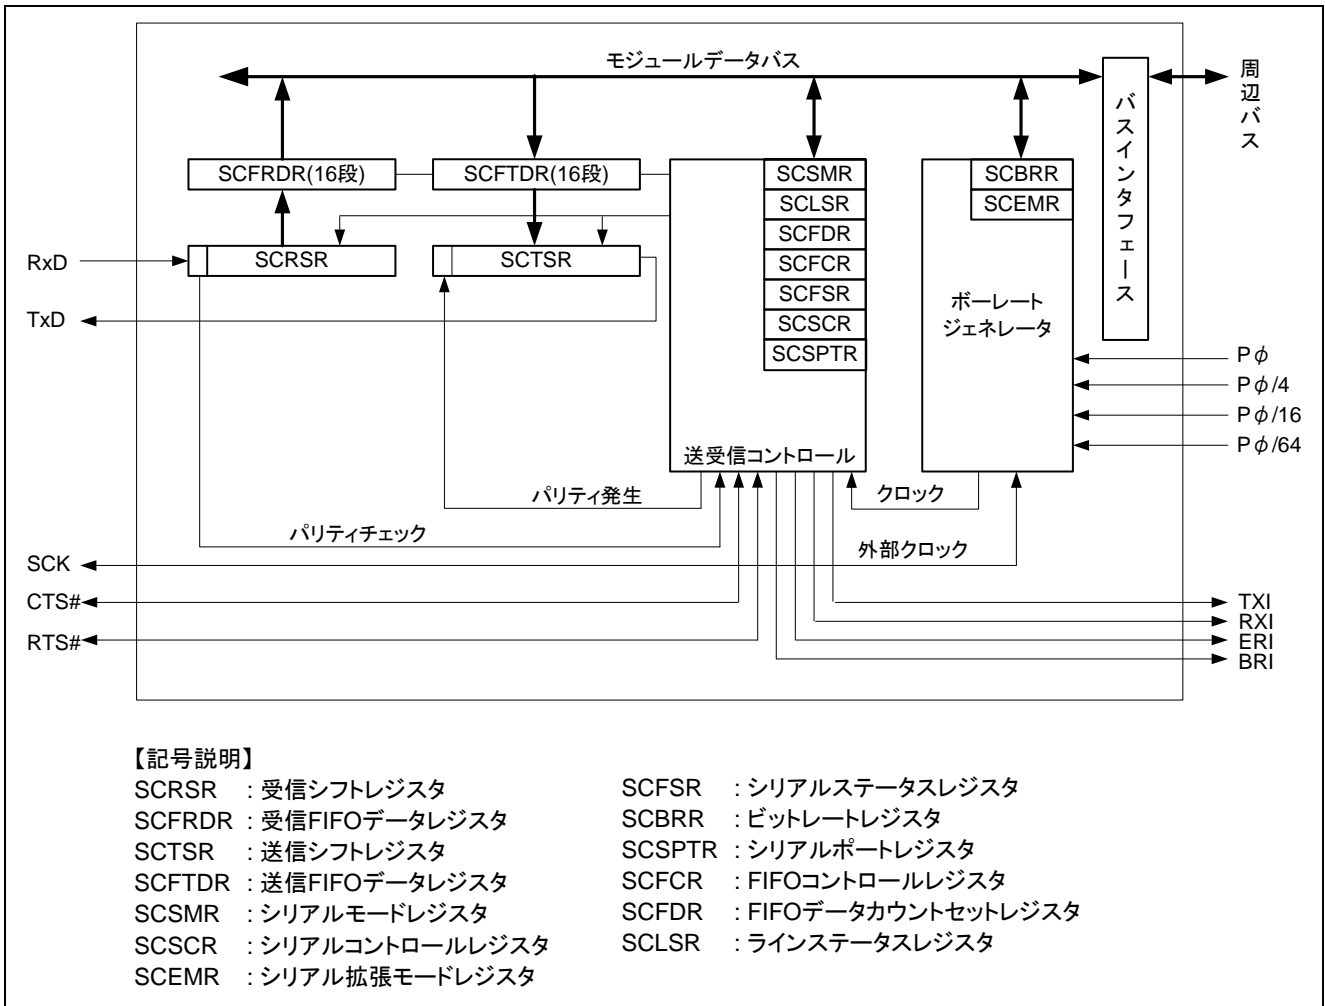 モジュールデータバス
周辺バス
バスインタフェース
SCFRDR(16段)
SCFTDR(16段)
SCSMR
SCLSR
SCFDR
SCFCR
SCFSR
SCSCR
SCSPTR
SCBRR
SCEMR
RxD
SCRSR
SCTSR
TxD
ボーレート
ジェネレータ
Pφ
Pφ/4
Pφ/16
Pφ/64
送受信コントロール
パリティ発生
クロック
パリティチェック
外部クロック
SCK
CTS#
RTS#
TXI
RXI
ERI
BRI
【記号説明】
SCRSR : 受信シフトレジスタ
SCFRDR : 受信FIFOデータレジスタ
SCTSR : 送信シフトレジスタ
SCFTDR : 送信FIFOデータレジスタ
SCSMR : シリアルモードレジスタ
SCSCR : シリアルコントロールレジスタ
SCEMR : シリアル拡張モードレジスタ
SCFSR : シリアルステータスレジスタ
SCBRR : ビットレートレジスタ
SCSPTR : シリアルポートレジスタ
SCFCR : FIFOコントロールレジスタ
SCFDR : FIFOデータカウントセットレジスタ
SCLSR : ラインステータスレジスタ